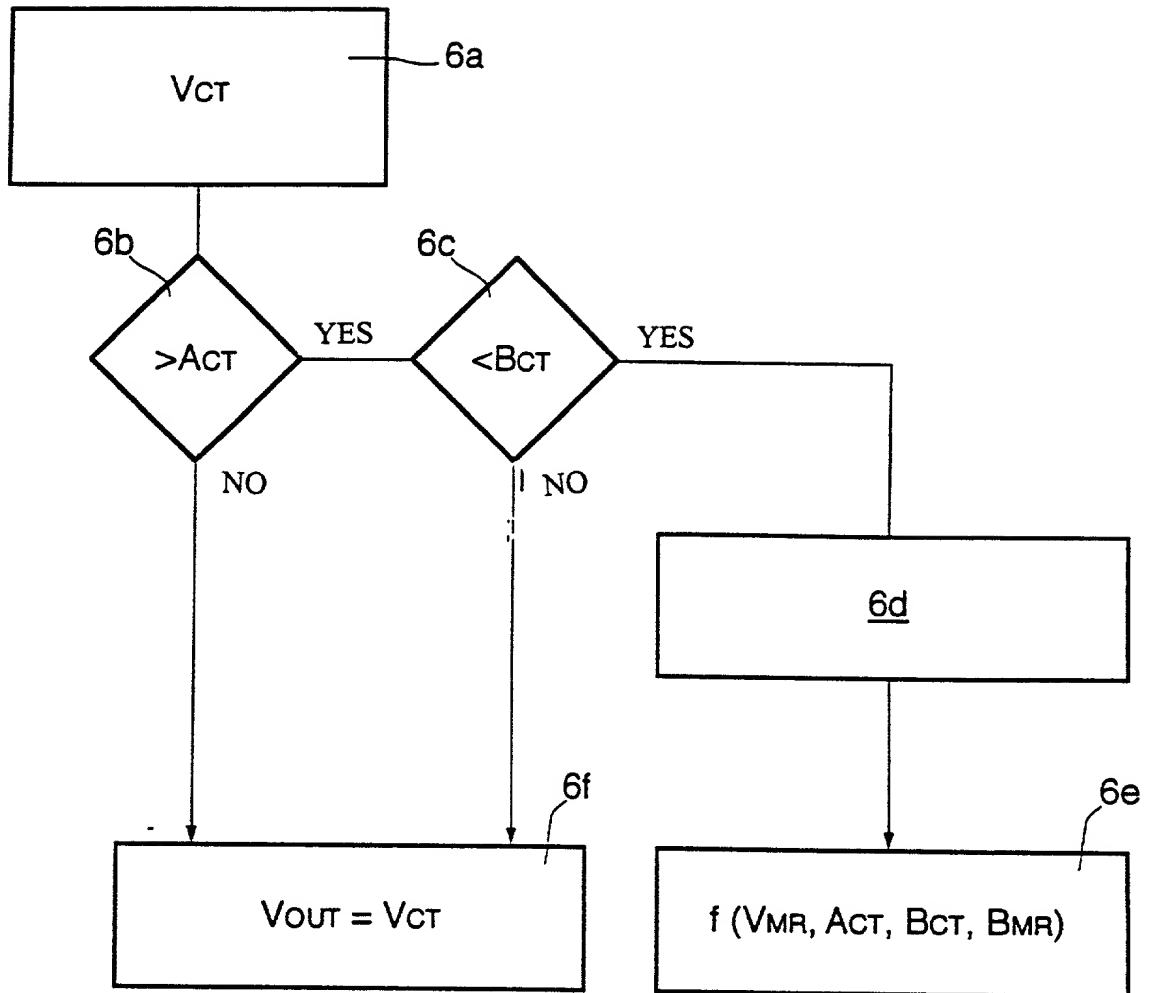 6a
VCT
6b
6c
>ACT
YES
<BCT
YES
NO
NO
6d
6f
6e
VOUT = VCT
f (VMR, ACT, BCT, BMR)